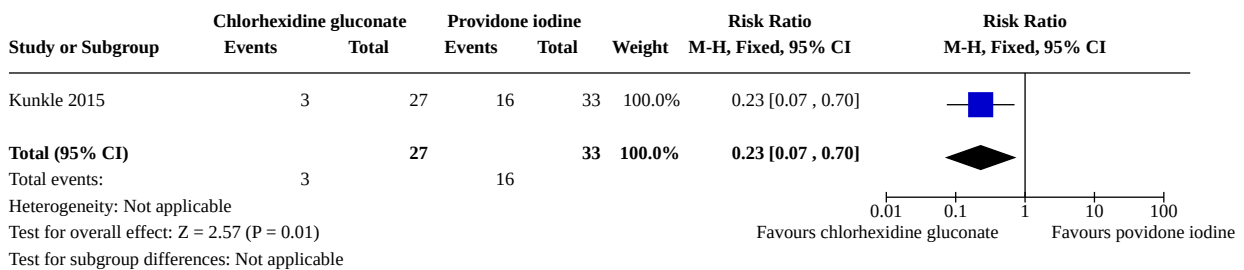 Chlorhexidine gluconate Providone iodine Risk Ratio Risk Ratio
Study or Subgroup Events Total Events Total Weight M-H, Fixed, 95% CI M-H, Fixed, 95% CI
Kunkle 2015 3 27 16 33 100.0% 0.23 [0.07 , 0.70]
Total (95% CI) 27 33 100.0% 0.23 [0.07 , 0.70]
Total events: 3 16
Heterogeneity: Not applicable 0.01 0.1 1 10 100
Test for overall effect: Z = 2.57 (P = 0.01) Favours chlorhexidine gluconate Favours povidone iodine
Test for subgroup differences: Not applicable